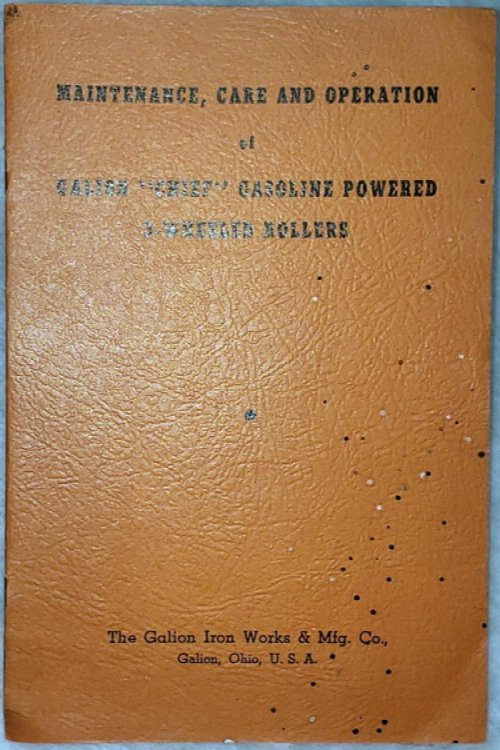 MAINTENANCE, CARE AND OPERATION
of
GALION "CHIEF" GASOLINE POWERED
3-WHEELED ROLLERS
The Galion Iron Works & Mfg. Co.,
Galion, Ohio, U. S. A.